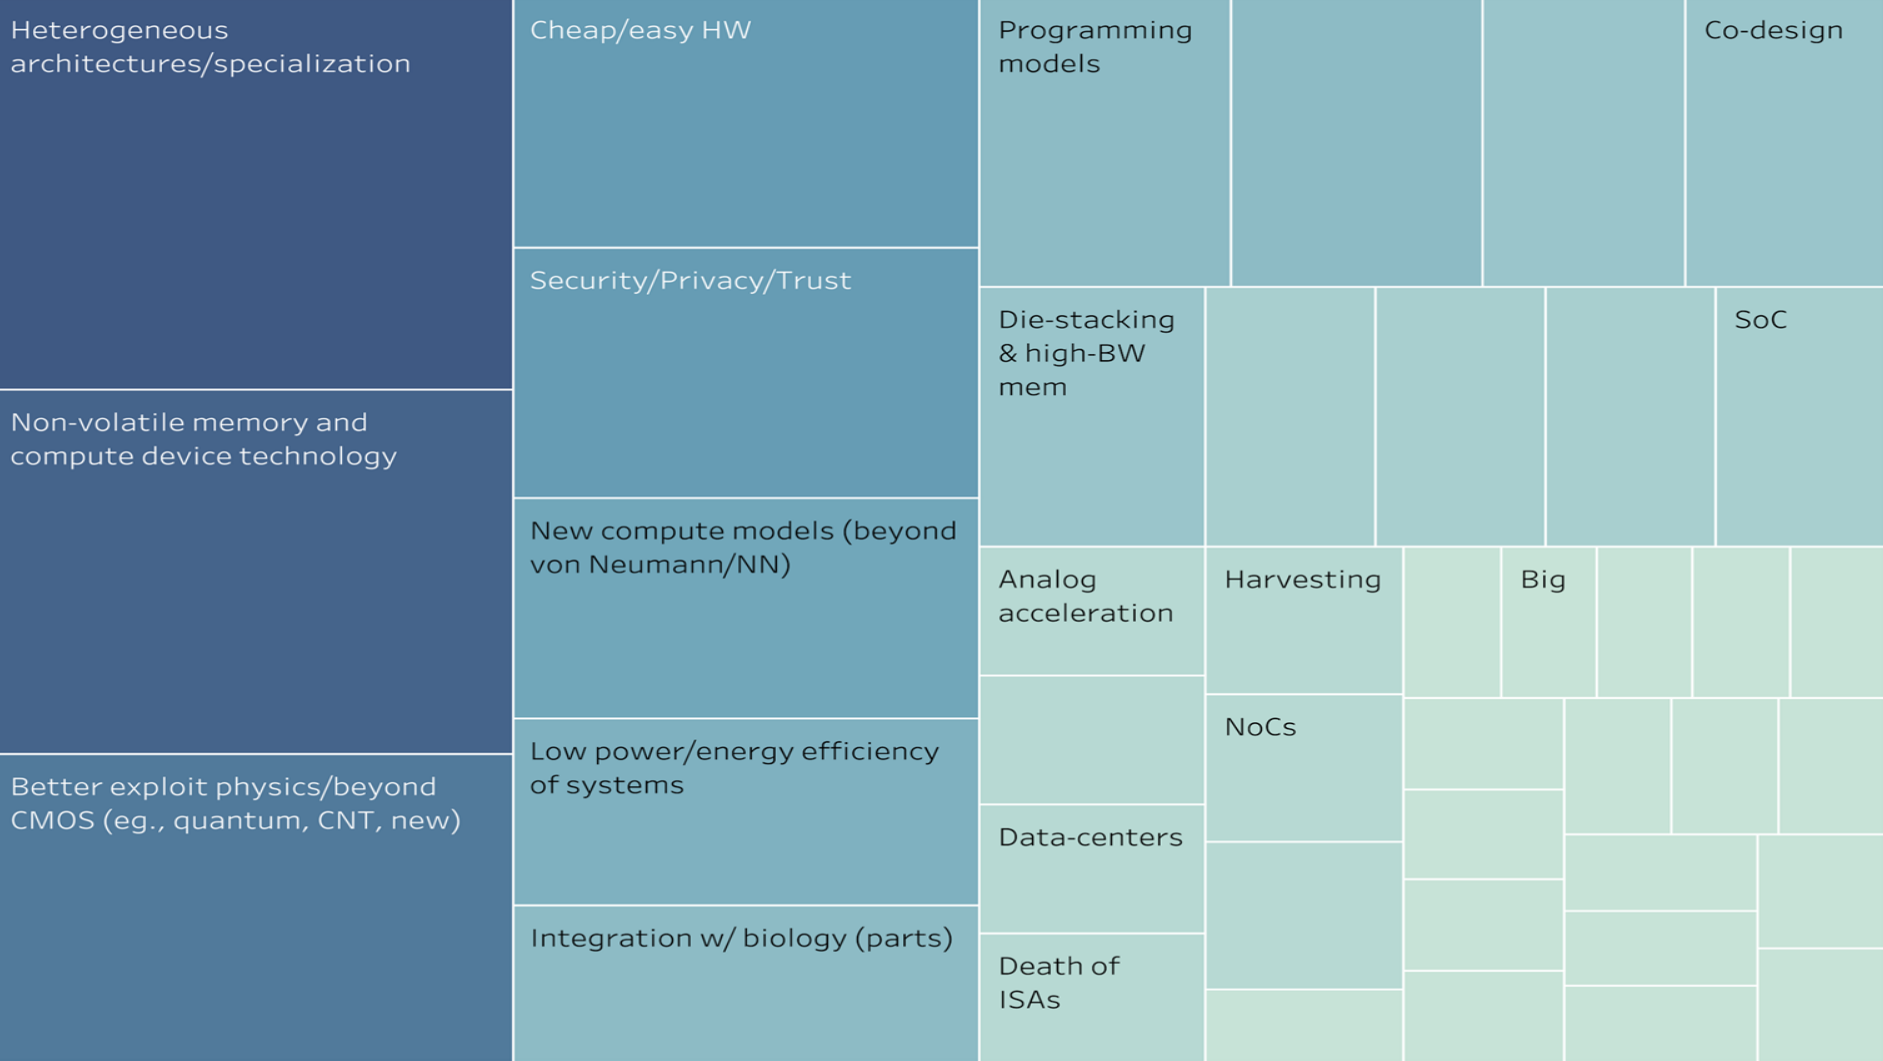 Heterogeneous
architectures/specialization
Non-volatile memory and
compute device technology
Better exploit physics/beyond
CMOS (eg., quantum, CNT, new)
Cheap/easy HW
Security/Privacy/Trust
New compute models (beyond
von Neumann/NN)
Low power/energy efficiency
of systems
Integration w/ biology (parts)
Programming
models
Co-design
Die-stacking
& high-BW
mem
SoC
Analog
acceleration
Data-centers
Death of
ISAs
Harvesting
NoCs
Big